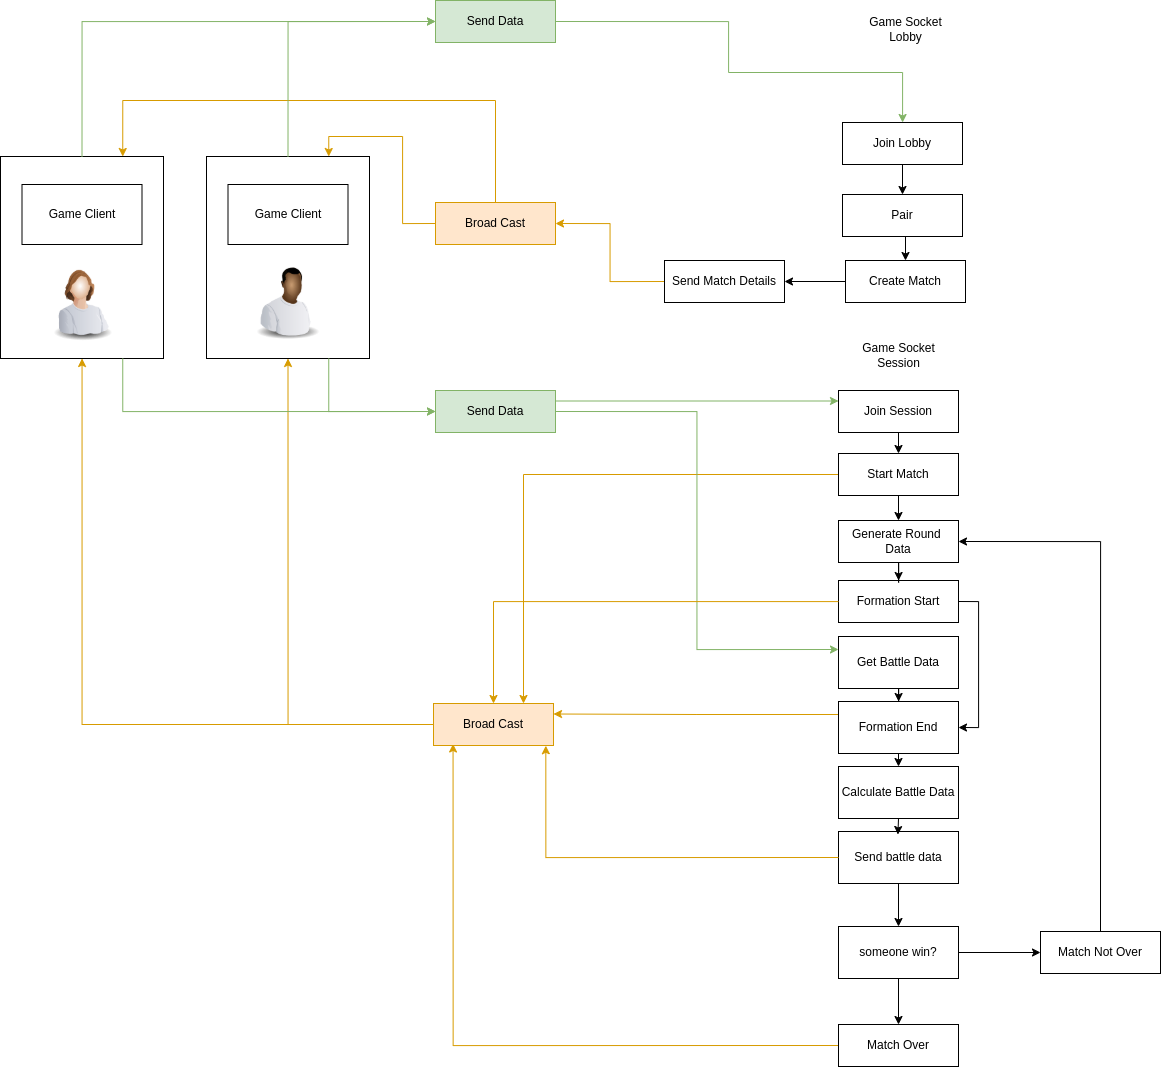 Send Data
Game Socket
Lobby
Join Lobby
Game Client
Game Client
Broad Cast
Pair
Send Match Details
Create Match
Game Socket
Session
Send Data
Join Session
Start Match
Generate Round
Data
Formation Start
Get Battle Data
Broad Cast
Formation End
Calculate Battle Data
Send battle data
someone win?
Match Not Over
Match Over